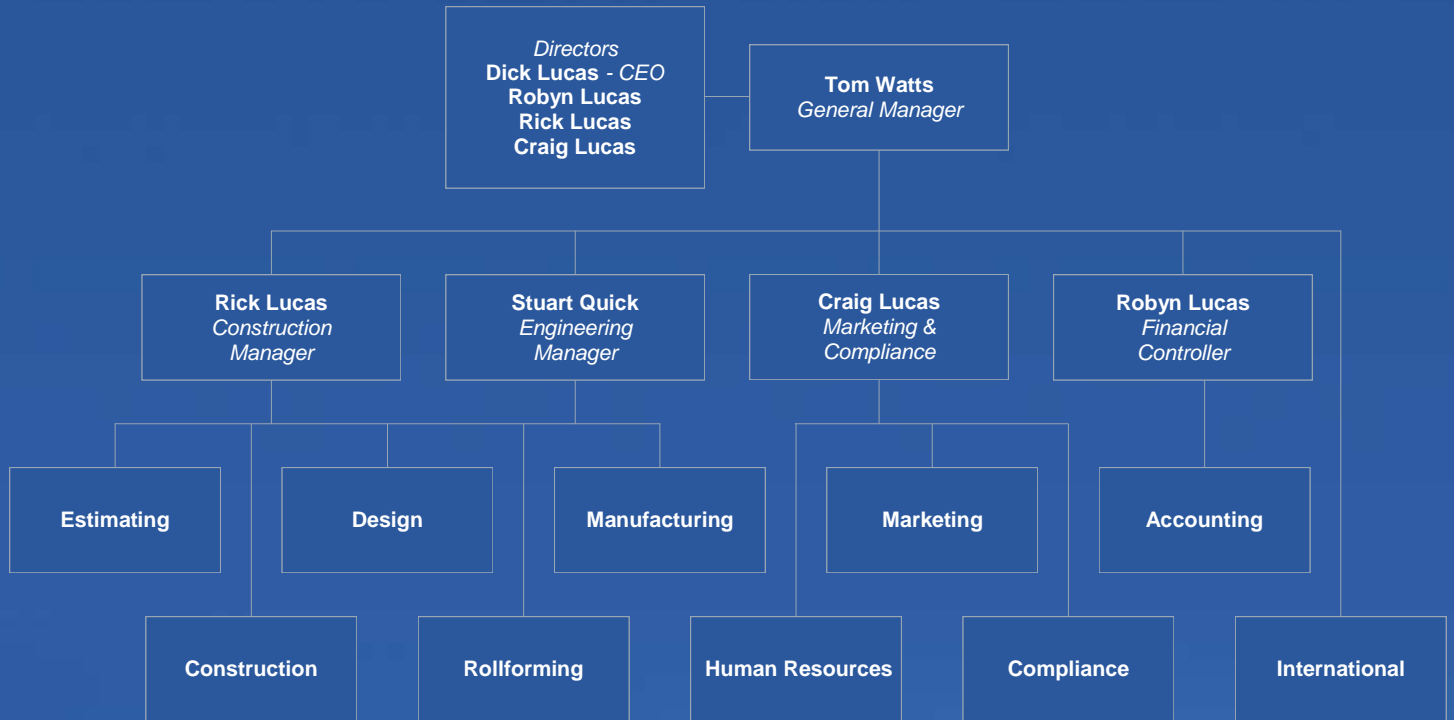 Directors
Dick Lucas - CEO
Robyn Lucas
Rick Lucas
Craig Lucas
Tom Watts
General Manager
Rick Lucas
Construction
Manager
Stuart Quick
Engineering
Manager
Craig Lucas
Marketing &
Compliance
Robyn Lucas
Financial
Controller
Estimating
Design
Manufacturing
Marketing
Accounting
Construction
Rollforming
Human Resources
Compliance
International